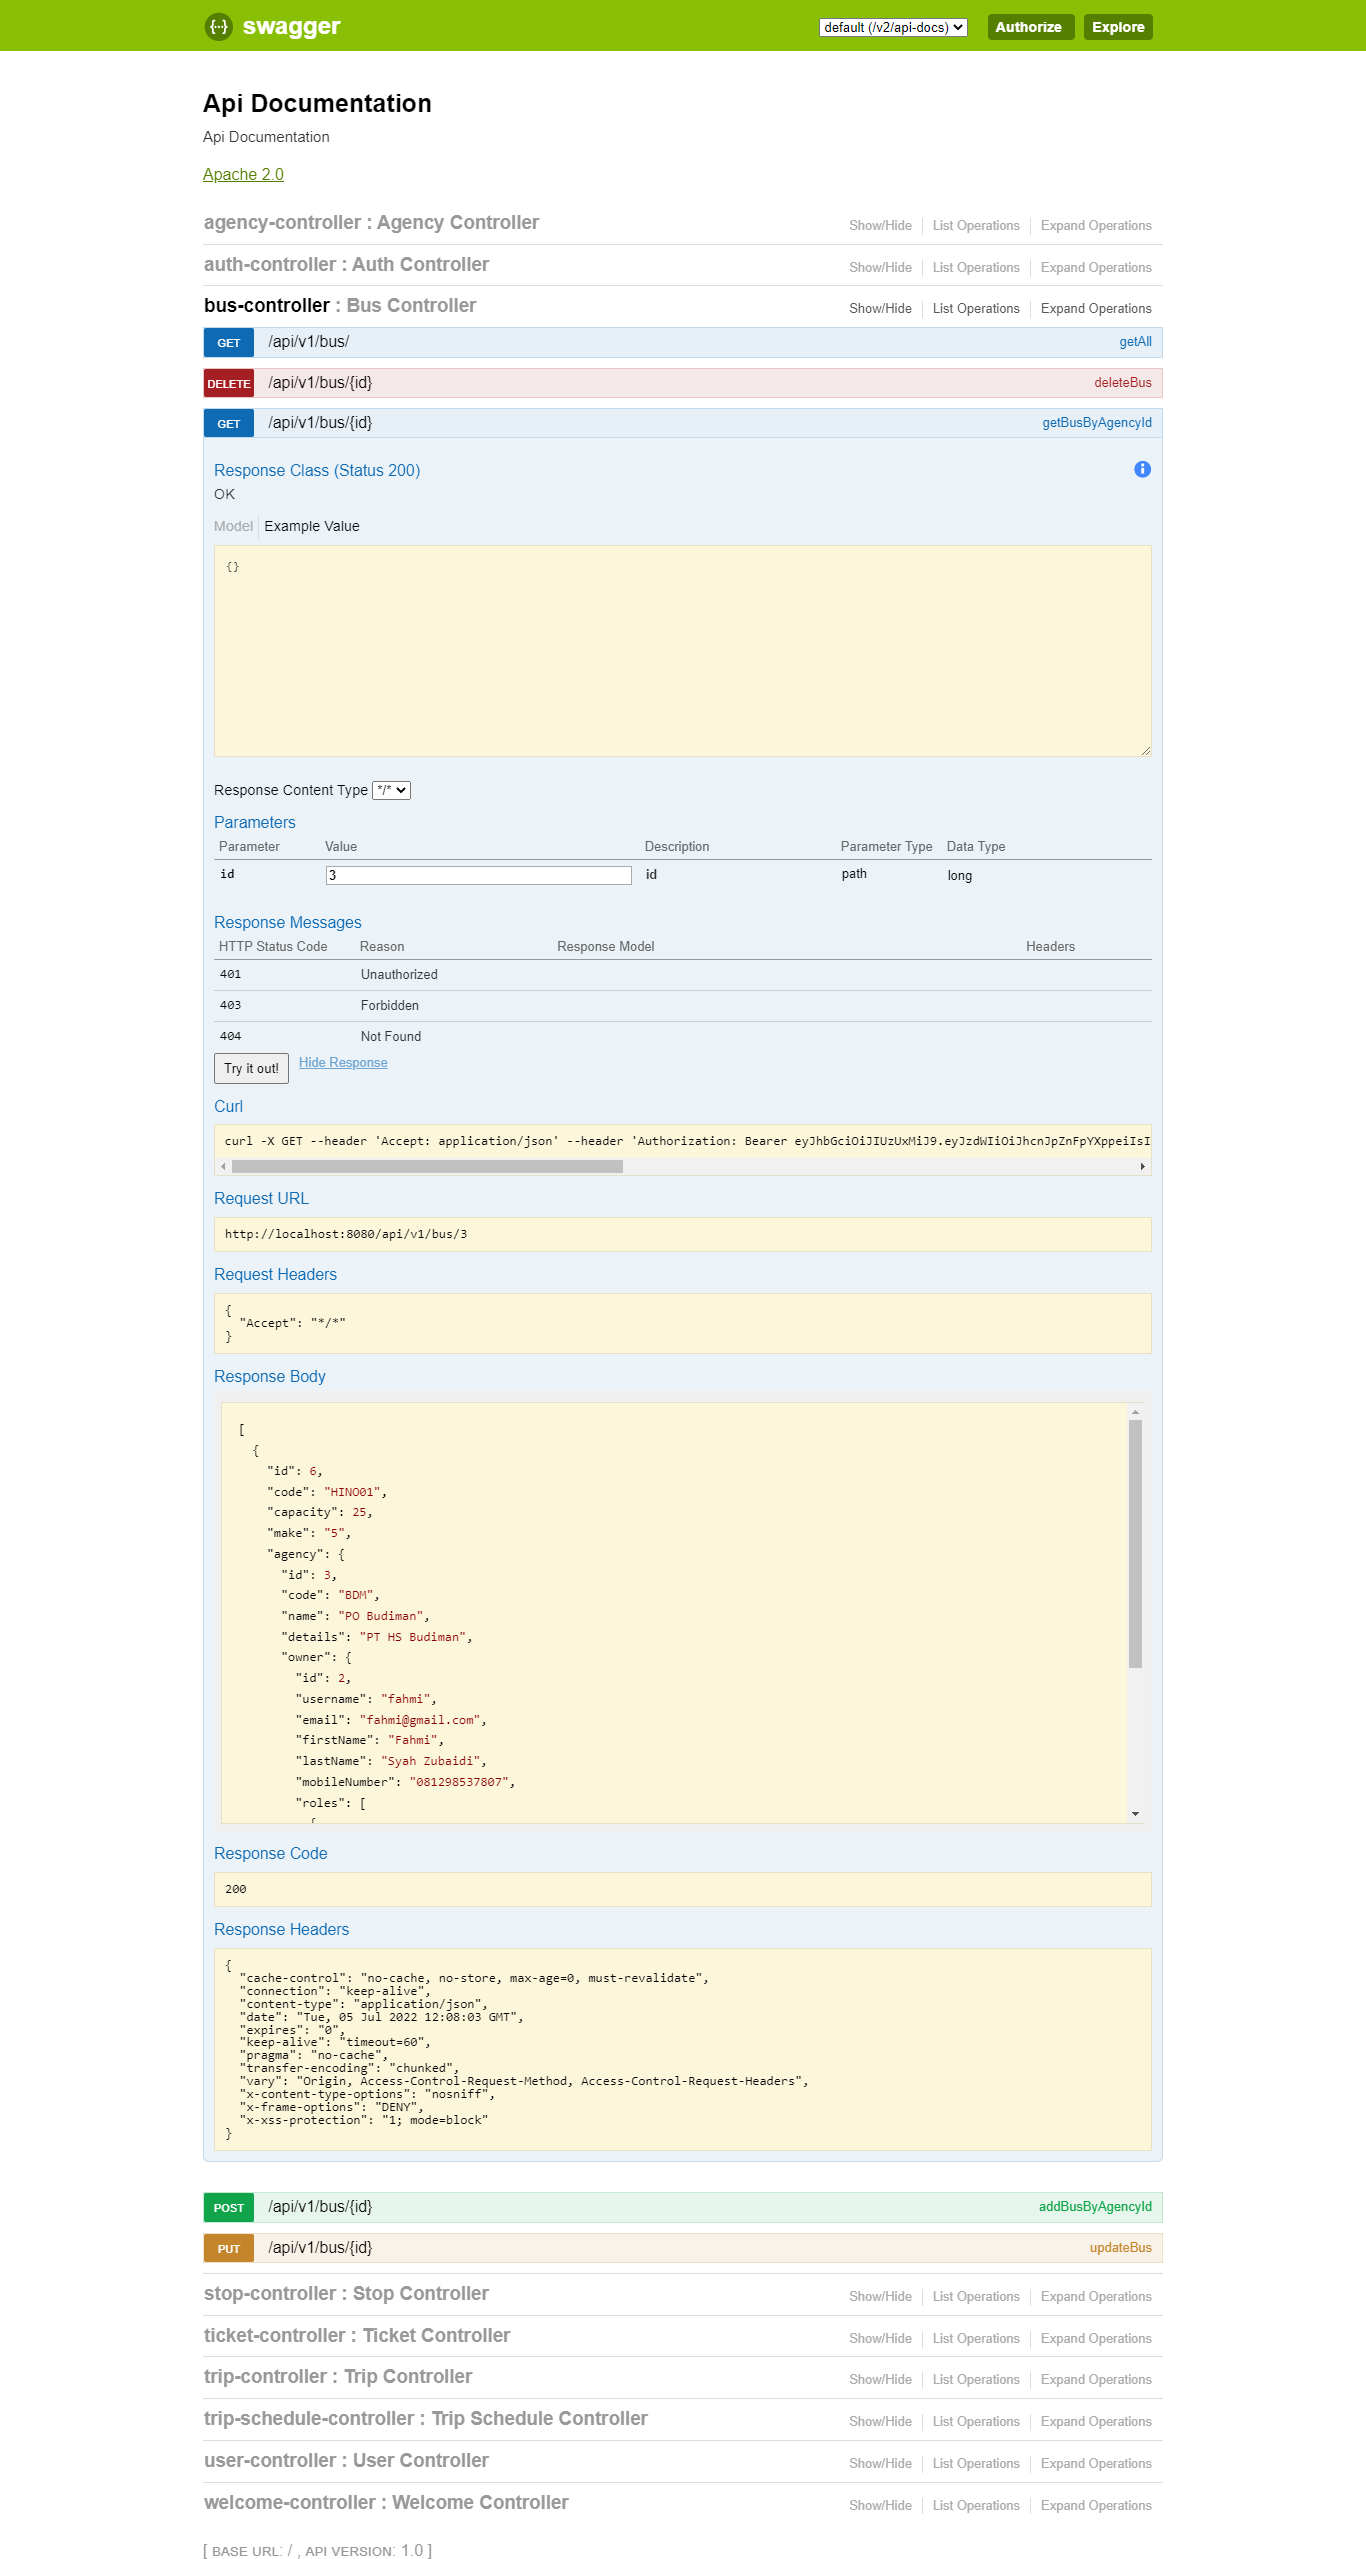 swagger
default (/v2/api-docs)
Authorize
Explore
Api Documentation
Api Documentation
Apache 2.0
agency-controller : Agency Controller Show/Hide List Operations Expand Operations
auth-controller : Auth Controller Show/Hide List Operations Expand Operations
bus-controller : Bus Controller Show/Hide List Operations Expand Operations
GET /api/v1/bus/ getAll
DELETE /api/v1/bus/{id} deleteBus
GET /api/v1/bus/{id} getBusByAgencyId
Response Class (Status 200)
OK
Model Example Value
{}
Response Content Type */*
Parameters
Parameter Value Description Parameter Type Data Type
id 3 id path long
Response Messages
HTTP Status Code Reason Response Model Headers
401 Unauthorized
403 Forbidden
404 Not Found
Try it out! Hide Response
Curl
curl -X GET --header 'Accept: application/json' --header 'Authorization: Bearer eyJhbGciOiJIUzUxMiJ9.eyJzdWIiOiJhcnJpZnFpYXppeiIsI
Request URL
http://localhost:8080/api/v1/bus/3
Request Headers
{
"Accept": "*/*"
}
Response Body
[
{
"id": 6,
"code": "HINO01",
"capacity": 25,
"make": "5",
"agency": {
"id": 3,
"code": "BDM",
"name": "PO Budiman",
"details": "PT HS Budiman",
"owner": {
"id": 2,
"username": "fahmi",
"email": "fahmi@gmail.com",
"firstName": "Fahmi",
"lastName": "Syah Zubaidi",
"mobileNumber": "081298537807",
"roles": [
{
Response Code
200
Response Headers
{
"cache-control": "no-cache, no-store, max-age=0, must-revalidate",
"connection": "keep-alive",
"content-type": "application/json",
"date": "Tue, 05 Jul 2022 12:08:03 GMT",
"expires": "0",
"keep-alive": "timeout=60",
"pragma": "no-cache",
"transfer-encoding": "chunked",
"vary": "Origin, Access-Control-Request-Method, Access-Control-Request-Headers",
"x-content-type-options": "nosniff",
"x-frame-options": "DENY",
"x-xss-protection": "1; mode=block"
}
POST /api/v1/bus/{id} addBusByAgencyId
PUT /api/v1/bus/{id} updateBus
stop-controller : Stop Controller Show/Hide List Operations Expand Operations
ticket-controller : Ticket Controller Show/Hide List Operations Expand Operations
trip-controller : Trip Controller Show/Hide List Operations Expand Operations
trip-schedule-controller : Trip Schedule Controller Show/Hide List Operations Expand Operations
user-controller : User Controller Show/Hide List Operations Expand Operations
welcome-controller : Welcome Controller Show/Hide List Operations Expand Operations
[ BASE URL: / , API VERSION: 1.0 ]